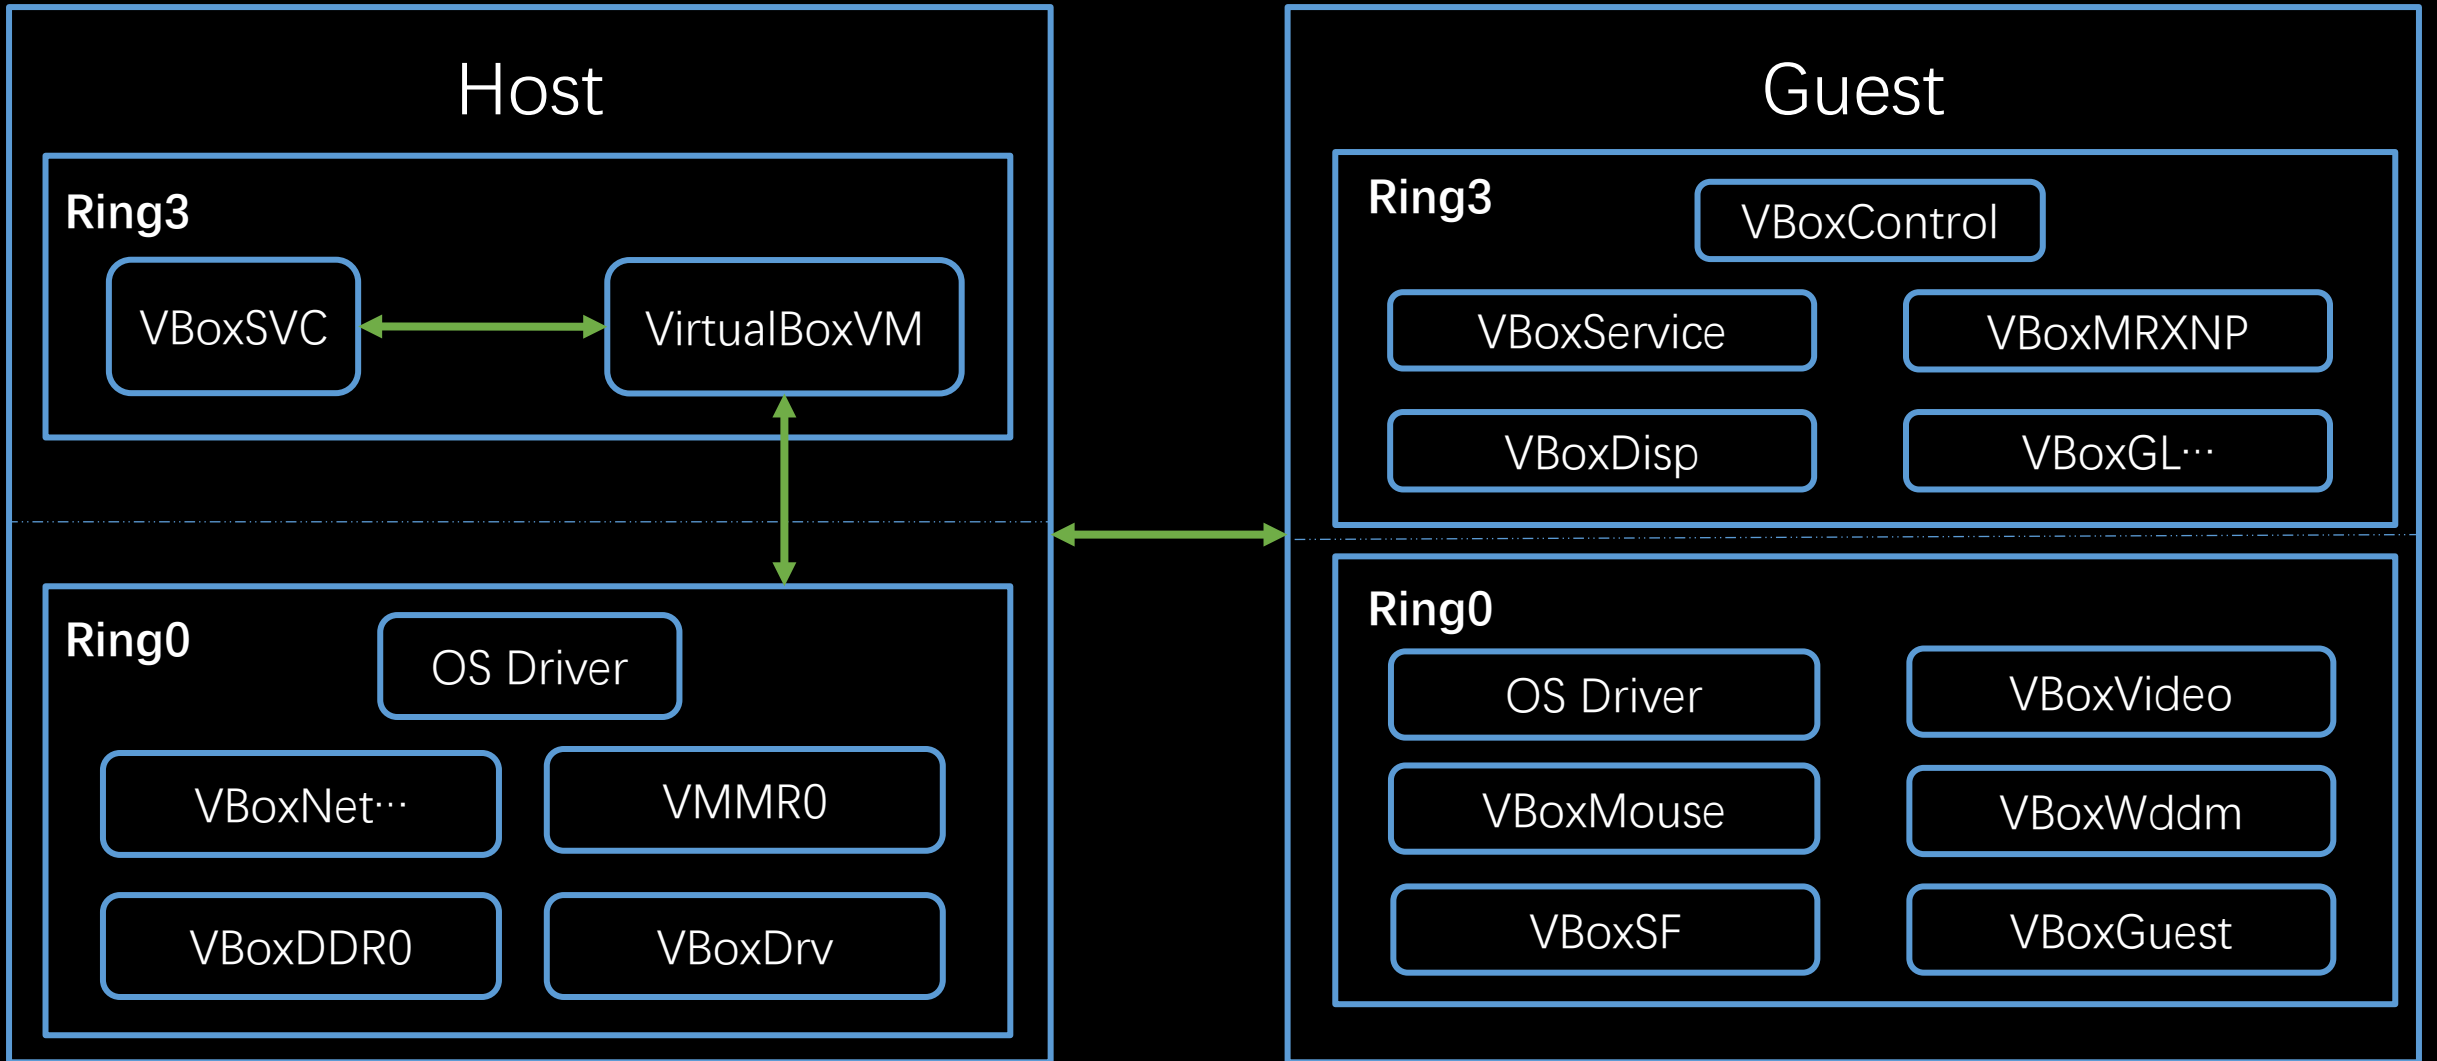 Host
Ring3
VBoxSVC
VirtualBoxVM
Ring0
OS Driver
VBoxNet···
VMMR0
VBoxDDR0
VBoxDrv
Guest
Ring3
VBoxControl
VBoxService
VBoxMRXNP
VBoxDisp
VBoxGL···
Ring0
OS Driver
VBoxVideo
VBoxMouse
VBoxWddm
VBoxSF
VBoxGuest